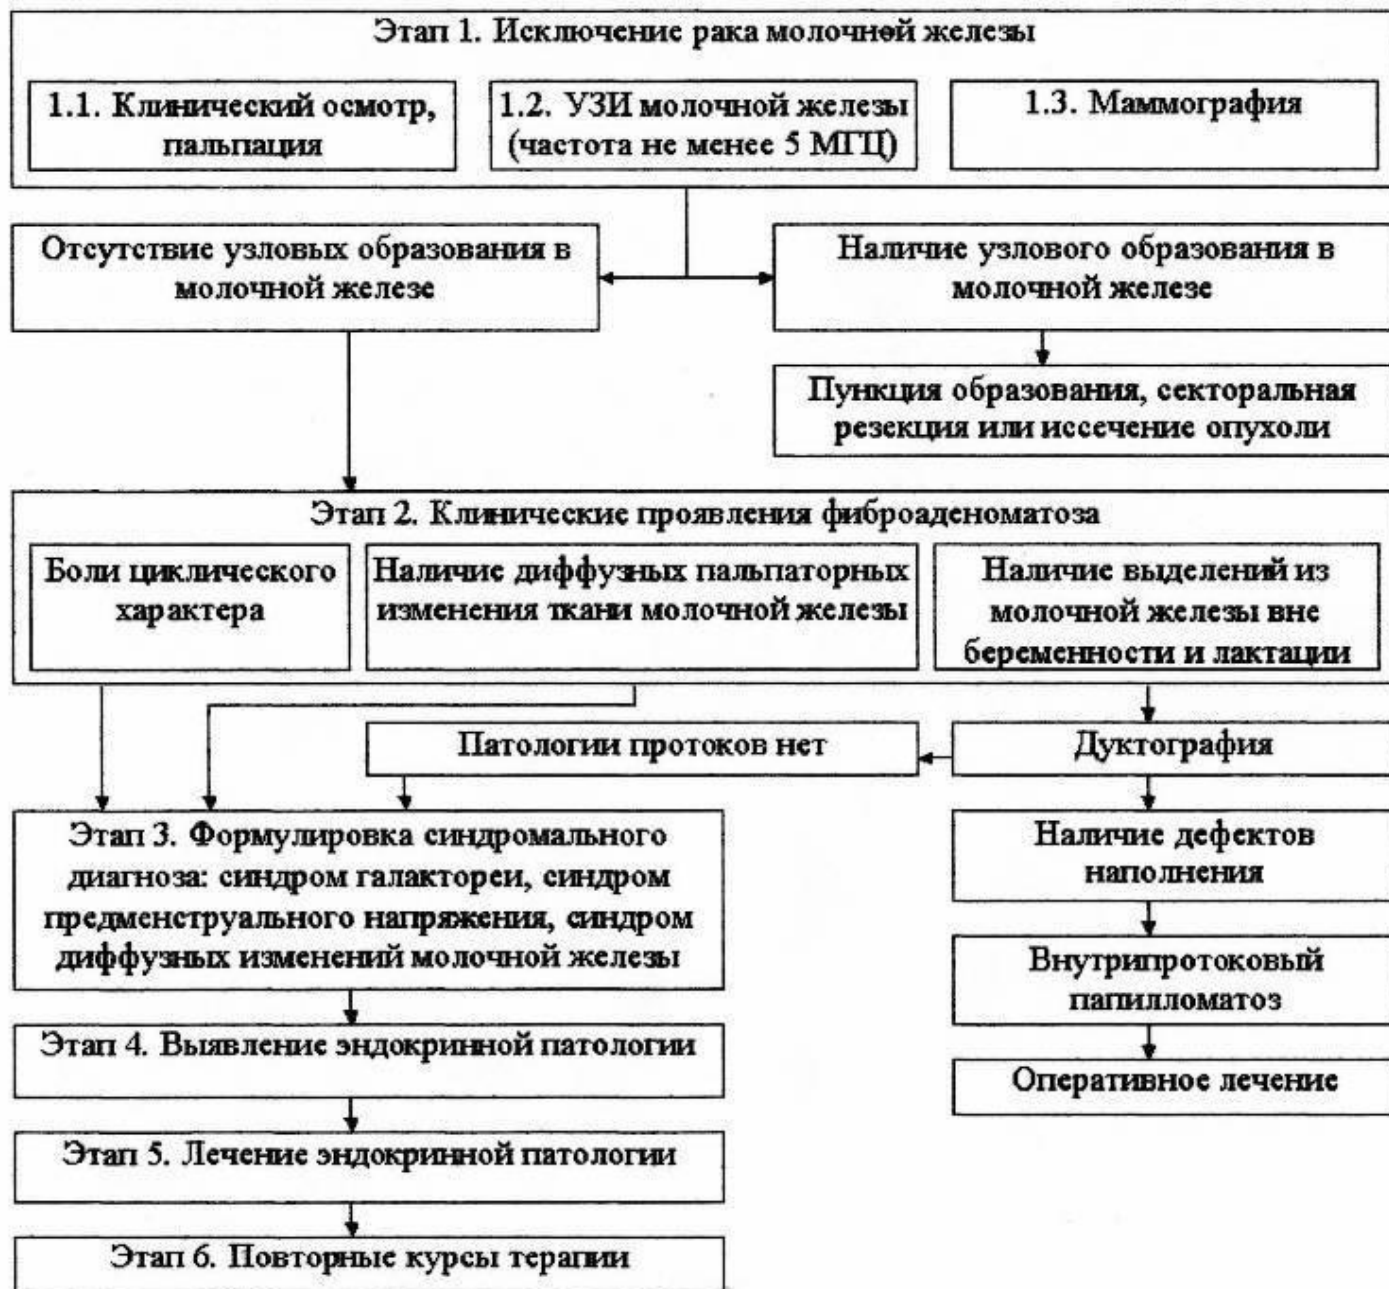 Этап 1. Исключение рака молочной железы
1.1. Клинический осмотр,
пальпация
1.2. УЗИ молочной железы
(частота не менее 5 МГЦ)
1.3. Маммография
Отсутствие узловых образования в
молочной железе
Наличие узлового образования в
молочной железе
Пункция образования, секторальная
резекция или иссечение опухоли
Этап 2. Клинические проявления фиброаденоматоза
Боли циклического
характера
Наличие диффузных пальпаторных
изменения ткани молочной железы
Наличие выделений из
молочной железы вне
беременности и лактации
Патологии протоков нет
Дуктография
Этап 3. Формулировка синдромального
диагноза: синдром галактореи, синдром
предменструального напряжения, синдром
диффузных изменений молочной железы
Наличие дефектов
наполнения
Внутрипротоковый
папилломатоз
Этап 4. Выявление эндокринной патологии
Оперативное лечение
Этап 5. Лечение эндокринной патологии
Этап 6. Повторные курсы терапии